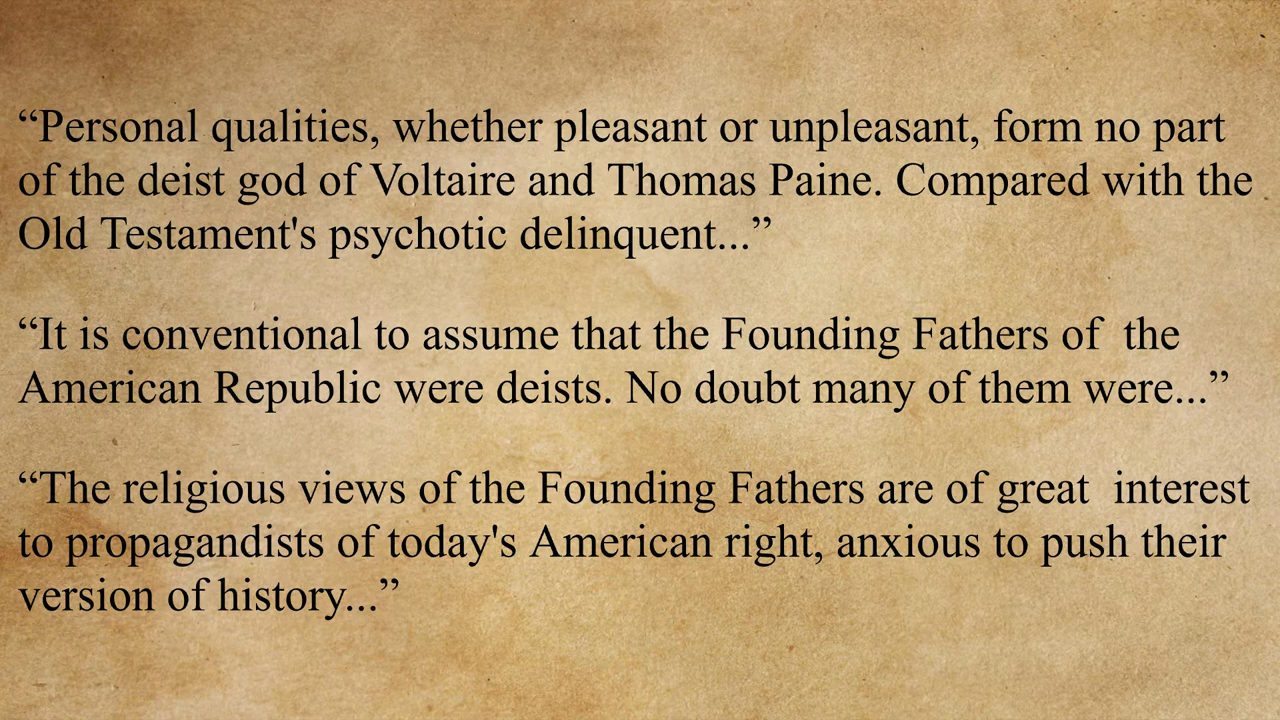 “Personal qualities, whether pleasant or unpleasant, form no part
of the deist god of Voltaire and Thomas Paine. Compared with the
Old Testament's psychotic delinquent...”
“It is conventional to assume that the Founding Fathers of  the
American Republic were deists. No doubt many of them were...”
“The religious views of the Founding Fathers are of great  interest
to propagandists of today's American right, anxious to push their
version of history...”